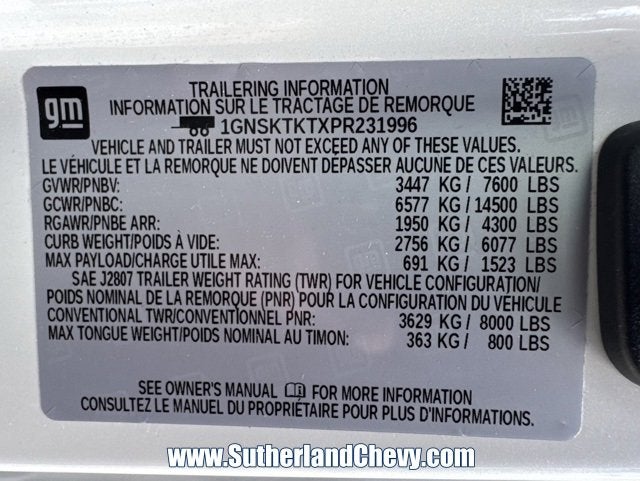 gm
TRAILERING INFORMATION
INFORMATION SUR LE TRACTAGE DE REMORQUE
1GNSKTKTXPR231996
VEHICLE AND TRAILER MUST NOT EXCEED ANY OF THESE VALUES.
LE VÉHICULE ET LA REMORQUE NE DOIVENT DEPASSER AUCUNE DE CES VALEURS.
GVWR/PNBV: 3447 KG/ 7600 LBS
GCWR/PNBC: 6577 KG/ 14500 LBS
RGAWR/PNBE ARR: 1950 KG/ 4300 LBS
CURB WEIGHT/POIDS À VIDE: 2756 KG/ 6077 LBS
MAX PAYLOAD/CHARGE UTILE MAX: 691 KG/ 1523 LBS
SAE J2807 TRAILER WEIGHT RATING (TWR) FOR VEHICLE CONFIGURATION/
POIDS NOMINAL DE LA REMORQUE (PNR) POUR LA CONFIGURATION DU VEHICULE
CONVENTIONAL TWR/CONVENTIONNEL PNR: 3629 KG/ 8000 LBS
MAX TONGUE WEIGHT/POIDS NOMINAL AU TIMON: 363 KG/ 800 LBS
SEE OWNER'S MANUAL FOR MORE INFORMATION
CONSULTEZ LE MANUEL DU PROPRIÉTAIRE POUR PLUS D'INFORMATIONS.
www.SutherlandChevy.com